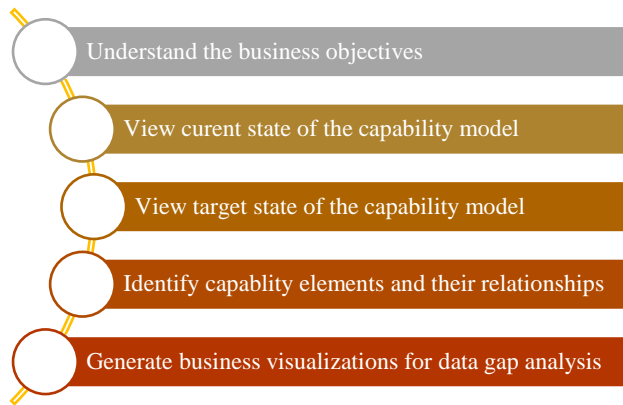 Understand the business objectives
View curent state of the capability model
View target state of the capability model
Identify capablity elements and their relationships
Generate business visualizations for data gap analysis